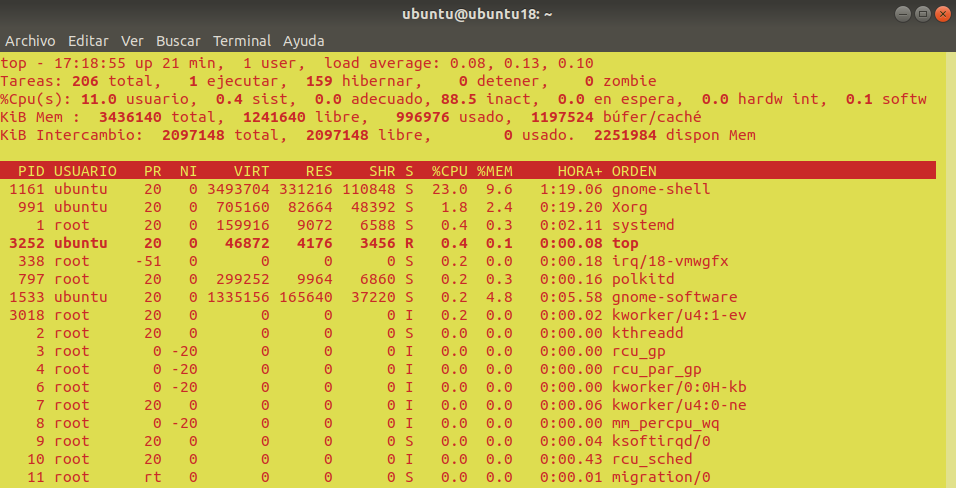 ubuntu@ubuntu18: ~
Archivo Editar Ver Buscar Terminal Ayuda
top - 17:18:55 up 21 min,  1 user,  load average: 0.08, 0.13, 0.10
Tareas: 206 total,   1 ejecutar,  159 hibernar,    0 detener,    0 zombie
%Cpu(s): 11.0 usuario,  0.4 sist,  0.0 adecuado, 88.5 inact,  0.0 en espera,  0.0 hardw int,  0.1 softw
KiB Mem :  3436140 total,  1241640 libre,   996976 usado,  1197524 búfer/caché
KiB Intercambio:  2097148 total,  2097148 libre,        0 usado.  2251984 dispon Mem
PID USUARIO   PR  NI    VIRT    RES    SHR S  %CPU %MEM     HORA+ ORDEN
1161 ubuntu    20   0 3493704 331216 110848 S  23.0  9.6   1:19.06 gnome-shell
991 ubuntu    20   0  705160  82664  48392 S   1.8  2.4   0:19.20 Xorg
1 root      20   0  159916   9072   6588 S   0.4  0.3   0:02.11 systemd
3252 ubuntu    20   0   46872   4176   3456 R   0.4  0.1   0:00.08 top
338 root     -51   0       0      0      0 S   0.2  0.0   0:00.18 irq/18-vmwgfx
797 root      20   0  299252   9964   6860 S   0.2  0.3   0:00.16 polkitd
1533 ubuntu    20   0 1335156 165640  37220 S   0.2  4.8   0:05.58 gnome-software
3018 root      20   0       0      0      0 I   0.2  0.0   0:00.02 kworker/u4:1-ev
2 root      20   0       0      0      0 S   0.0  0.0   0:00.00 kthreadd
3 root       0 -20       0      0      0 I   0.0  0.0   0:00.00 rcu_gp
4 root       0 -20       0      0      0 I   0.0  0.0   0:00.00 rcu_par_gp
6 root       0 -20       0      0      0 I   0.0  0.0   0:00.00 kworker/0:0H-kb
7 root      20   0       0      0      0 I   0.0  0.0   0:00.06 kworker/u4:0-ne
8 root       0 -20       0      0      0 I   0.0  0.0   0:00.00 mm_percpu_wq
9 root      20   0       0      0      0 S   0.0  0.0   0:00.04 ksoftirqd/0
10 root      20   0       0      0      0 I   0.0  0.0   0:00.43 rcu_sched
11 root      rt   0       0      0      0 S   0.0  0.0   0:00.01 migration/0